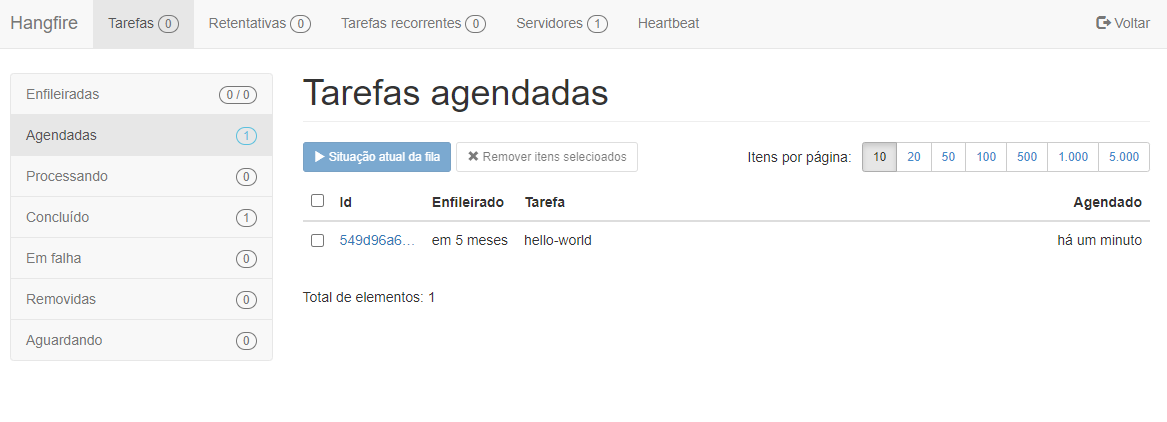 Hangfire Tarefas 0 Retentativas 0 Tarefas recorrentes 0 Servidores 1 Heartbeat Voltar
Enfileiradas 0 / 0
Agendadas 1
Processando 0
Concluído 1
Em falha 0
Removidas 0
Aguardando 0
Tarefas agendadas
Situação atual da fila Remover itens selecioados Itens por página: 10 20 50 100 500 1.000 5.000
Id Enfileirado Tarefa Agendado
549d96a6... em 5 meses hello-world há um minuto
Total de elementos: 1